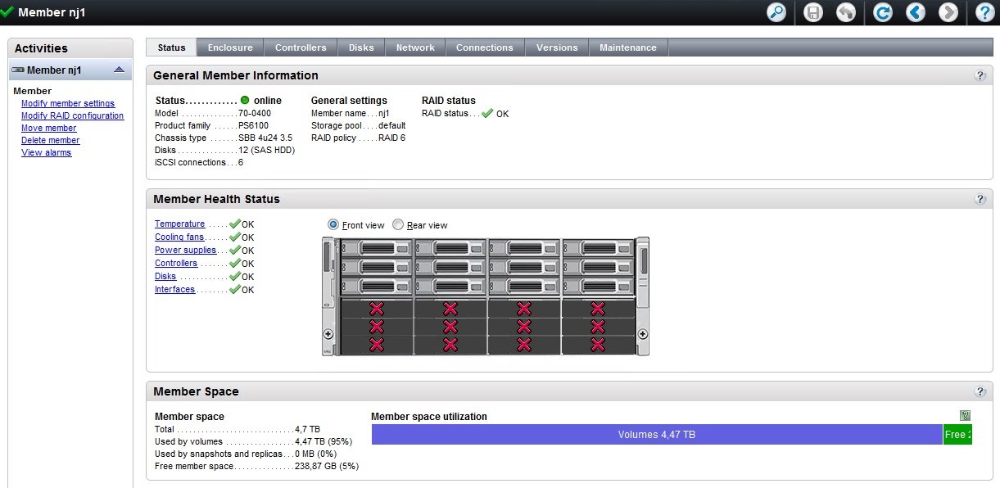 Member nj1
Activities
Member nj1
Member
Modify member settings
Modify RAID configuration
Move member
Delete member
View alarms
Status Enclosure Controllers Disks Network Connections Versions Maintenance
General Member Information
Status............ online
Model ............. 70-0400
Product family ...... PS6100
Chassis type ....... SBB 4u24 3.5
Disks.............. 12 (SAS HDD)
iSCSI connections...6
General settings
Member name...nj1
Storage pool....default
RAID policy .....RAID 6
RAID status
RAID status... OK
Member Health Status
Temperature ..... OK
Cooling fans...... OK
Power supplies... OK
Controllers ....... OK
Disks ............ OK
Interfaces........ OK
Front view Rear view
Member Space
Member space
Total .........................4,7 TB
Used by volumes ...............4,47 TB (95%)
Used by snapshots and replicas...0 MB (0%)
Free member space..............238,87 GB (5%)
Member space utilization
Volumes 4,47 TB
Free